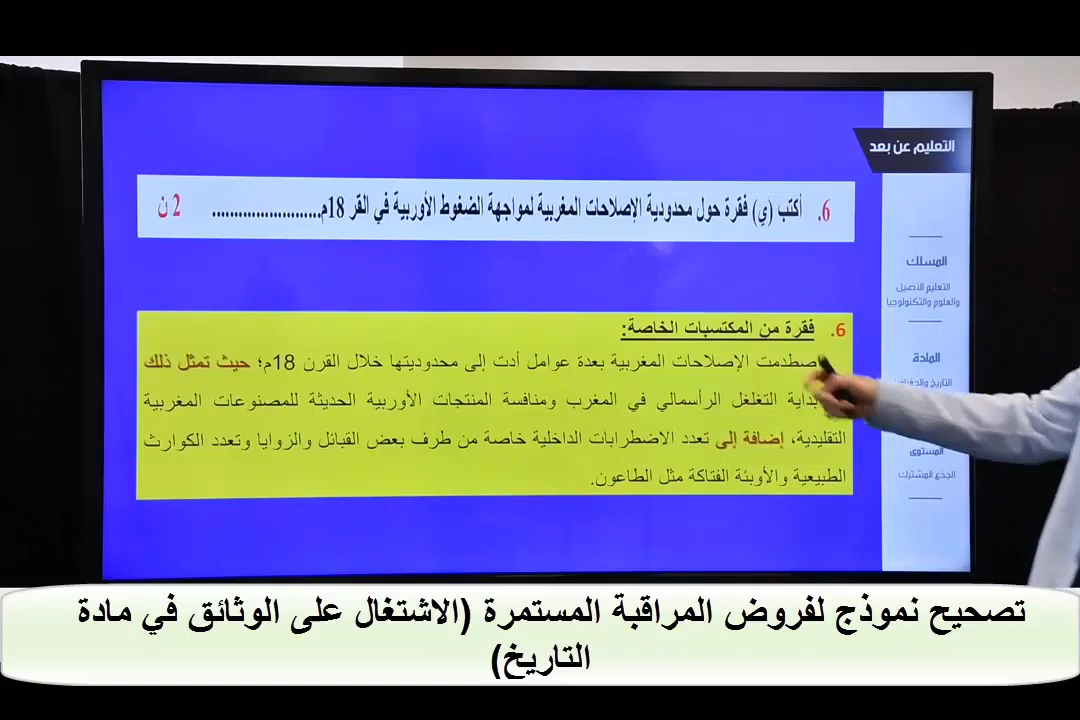 التعليم عن بعد
6. أكتب (ي) فقرة حول محدودية الإصلاحات المغربية لمواجهة الضغوط الأوربية في القر 18م........................ 2 ن
المسلك
التعليم الأصيل
والعلوم والتكنولوجيا
المادة
التاريخ
المستوى
الجذع المشترك
6. فقرة من المكتسبات الخاصة:
صطدمت الإصلاحات المغربية بعدة عوامل أدت إلى محدوديتها خلال القرن 18م؛ حيث تمثل ذلك
بداية التغلغل الرأسمالي في المغرب ومنافسة المنتجات الأوربية الحديثة للمصنوعات المغربية
التقليدية، إضافة إلى تعدد الاضطرابات الداخلية خاصة من طرف بعض القبائل والزوايا وتعدد الكوارث
الطبيعية والأوبئة الفتاكة مثل الطاعون.
تصحيح نموذج لفروض المراقبة المستمرة (الاشتغال على الوثائق في مادة
التاريخ)